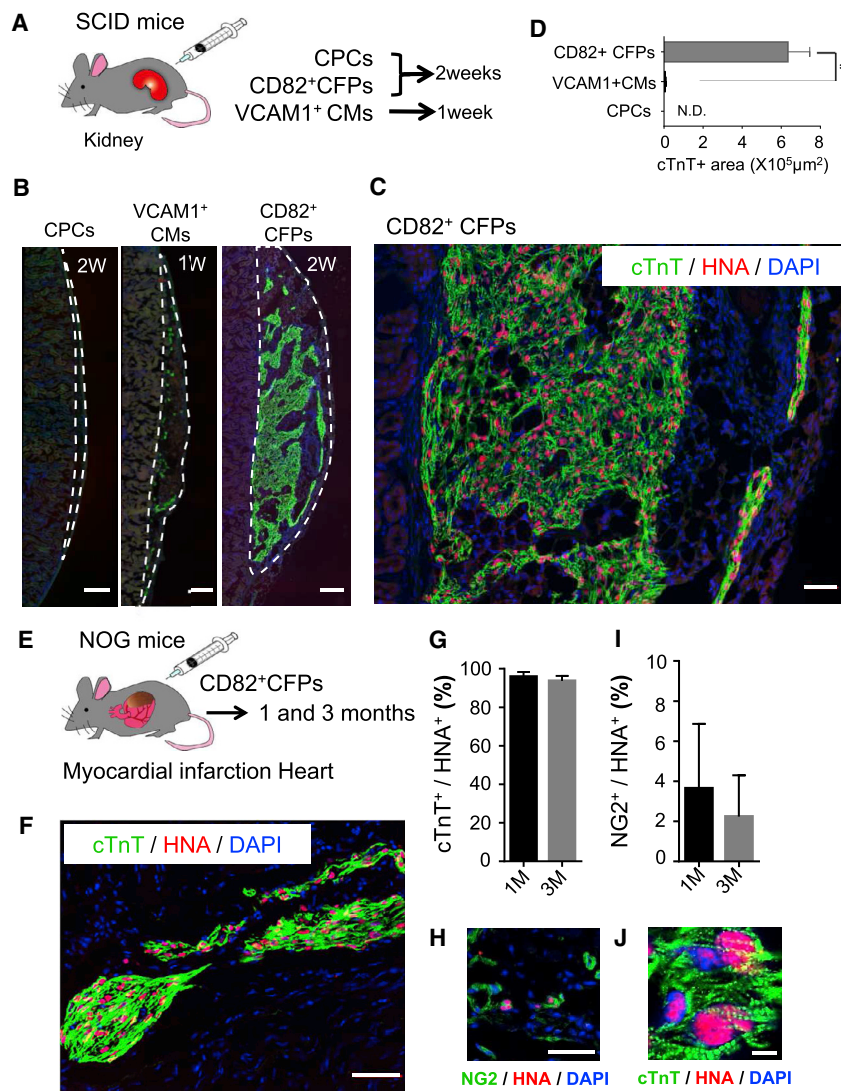 A
SCID mice
Kidney
CPCs
CD82+CFPs
2weeks
VCAM1+ CMs
1week
D
CD82+ CFPs
VCAM1+CMs
CPCs
N.D.
0 2 4 6 8
cTnT+ area (X10⁵μm²)
B
CPCs
2W
VCAM1+
CMs
1W
CD82+
CFPs
2W
C
CD82+ CFPs
cTnT / HNA / DAPI
E
NOG mice
CD82+CFPs
1 and 3 months
Myocardial infarction Heart
F
cTnT / HNA / DAPI
G
cTnT+ / HNA+ (%)
100
80
60
40
20
0
1M
3M
I
NG2+ / HNA+ (%)
10
8
6
4
2
0
1M
3M
H
NG2 / HNA / DAPI
J
cTnT / HNA / DAPI